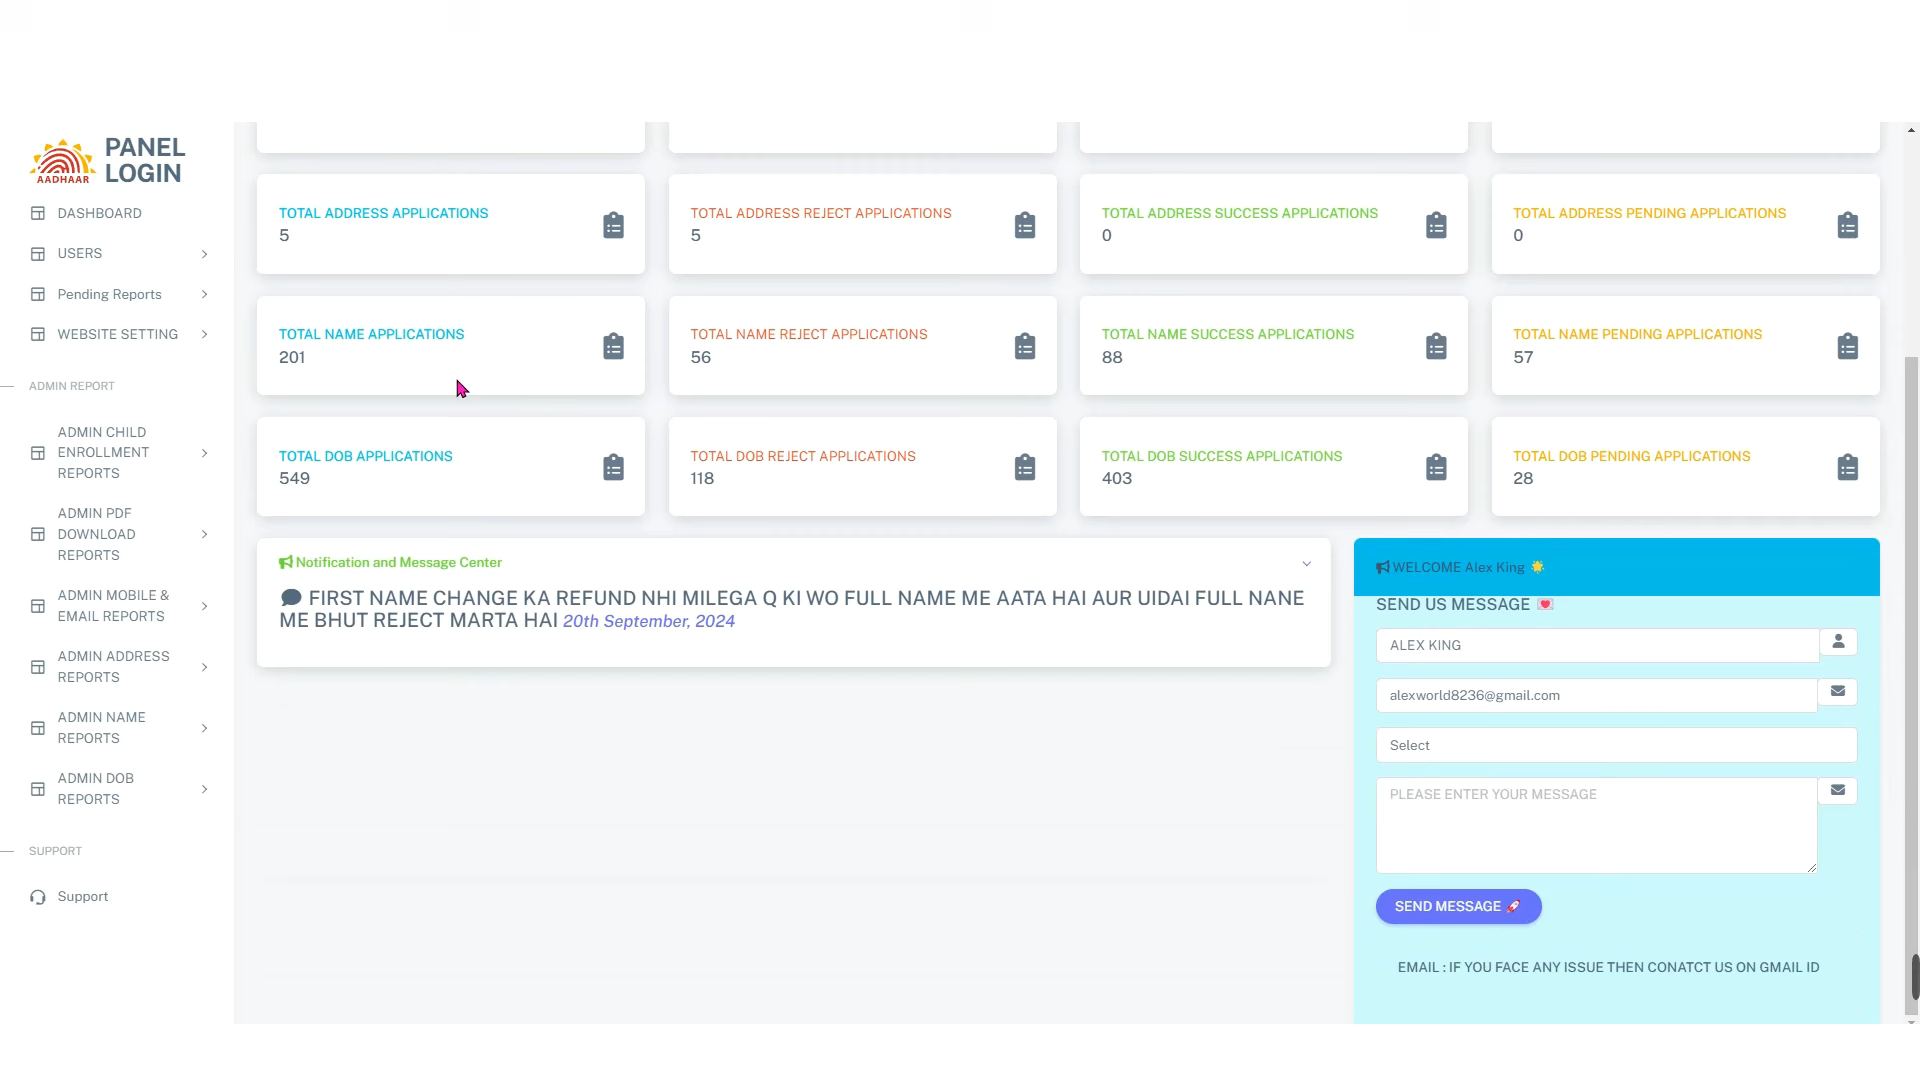 AADHAAR
PANEL
LOGIN
DASHBOARD
USERS
Pending Reports
WEBSITE SETTING
ADMIN REPORT
ADMIN CHILD
ENROLLMENT
REPORTS
ADMIN PDF
DOWNLOAD
REPORTS
ADMIN MOBILE &
EMAIL REPORTS
ADMIN ADDRESS
REPORTS
ADMIN NAME
REPORTS
ADMIN DOB
REPORTS
SUPPORT
Support
TOTAL ADDRESS APPLICATIONS
5
TOTAL ADDRESS REJECT APPLICATIONS
5
TOTAL ADDRESS SUCCESS APPLICATIONS
0
TOTAL ADDRESS PENDING APPLICATIONS
0
TOTAL NAME APPLICATIONS
201
TOTAL NAME REJECT APPLICATIONS
56
TOTAL NAME SUCCESS APPLICATIONS
88
TOTAL NAME PENDING APPLICATIONS
57
TOTAL DOB APPLICATIONS
549
TOTAL DOB REJECT APPLICATIONS
118
TOTAL DOB SUCCESS APPLICATIONS
403
TOTAL DOB PENDING APPLICATIONS
28
Notification and Message Center
FIRST NAME CHANGE KA REFUND NHI MILEGA Q KI WO FULL NAME ME AATA HAI AUR UIDAI FULL NANE
ME BHUT REJECT MARTA HAI 20th September, 2024
WELCOME Alex King 🌟
SEND US MESSAGE 💌
ALEX KING
alexworld8236@gmail.com
Select
PLEASE ENTER YOUR MESSAGE
SEND MESSAGE 🚀
EMAIL : IF YOU FACE ANY ISSUE THEN CONATCT US ON GMAIL ID